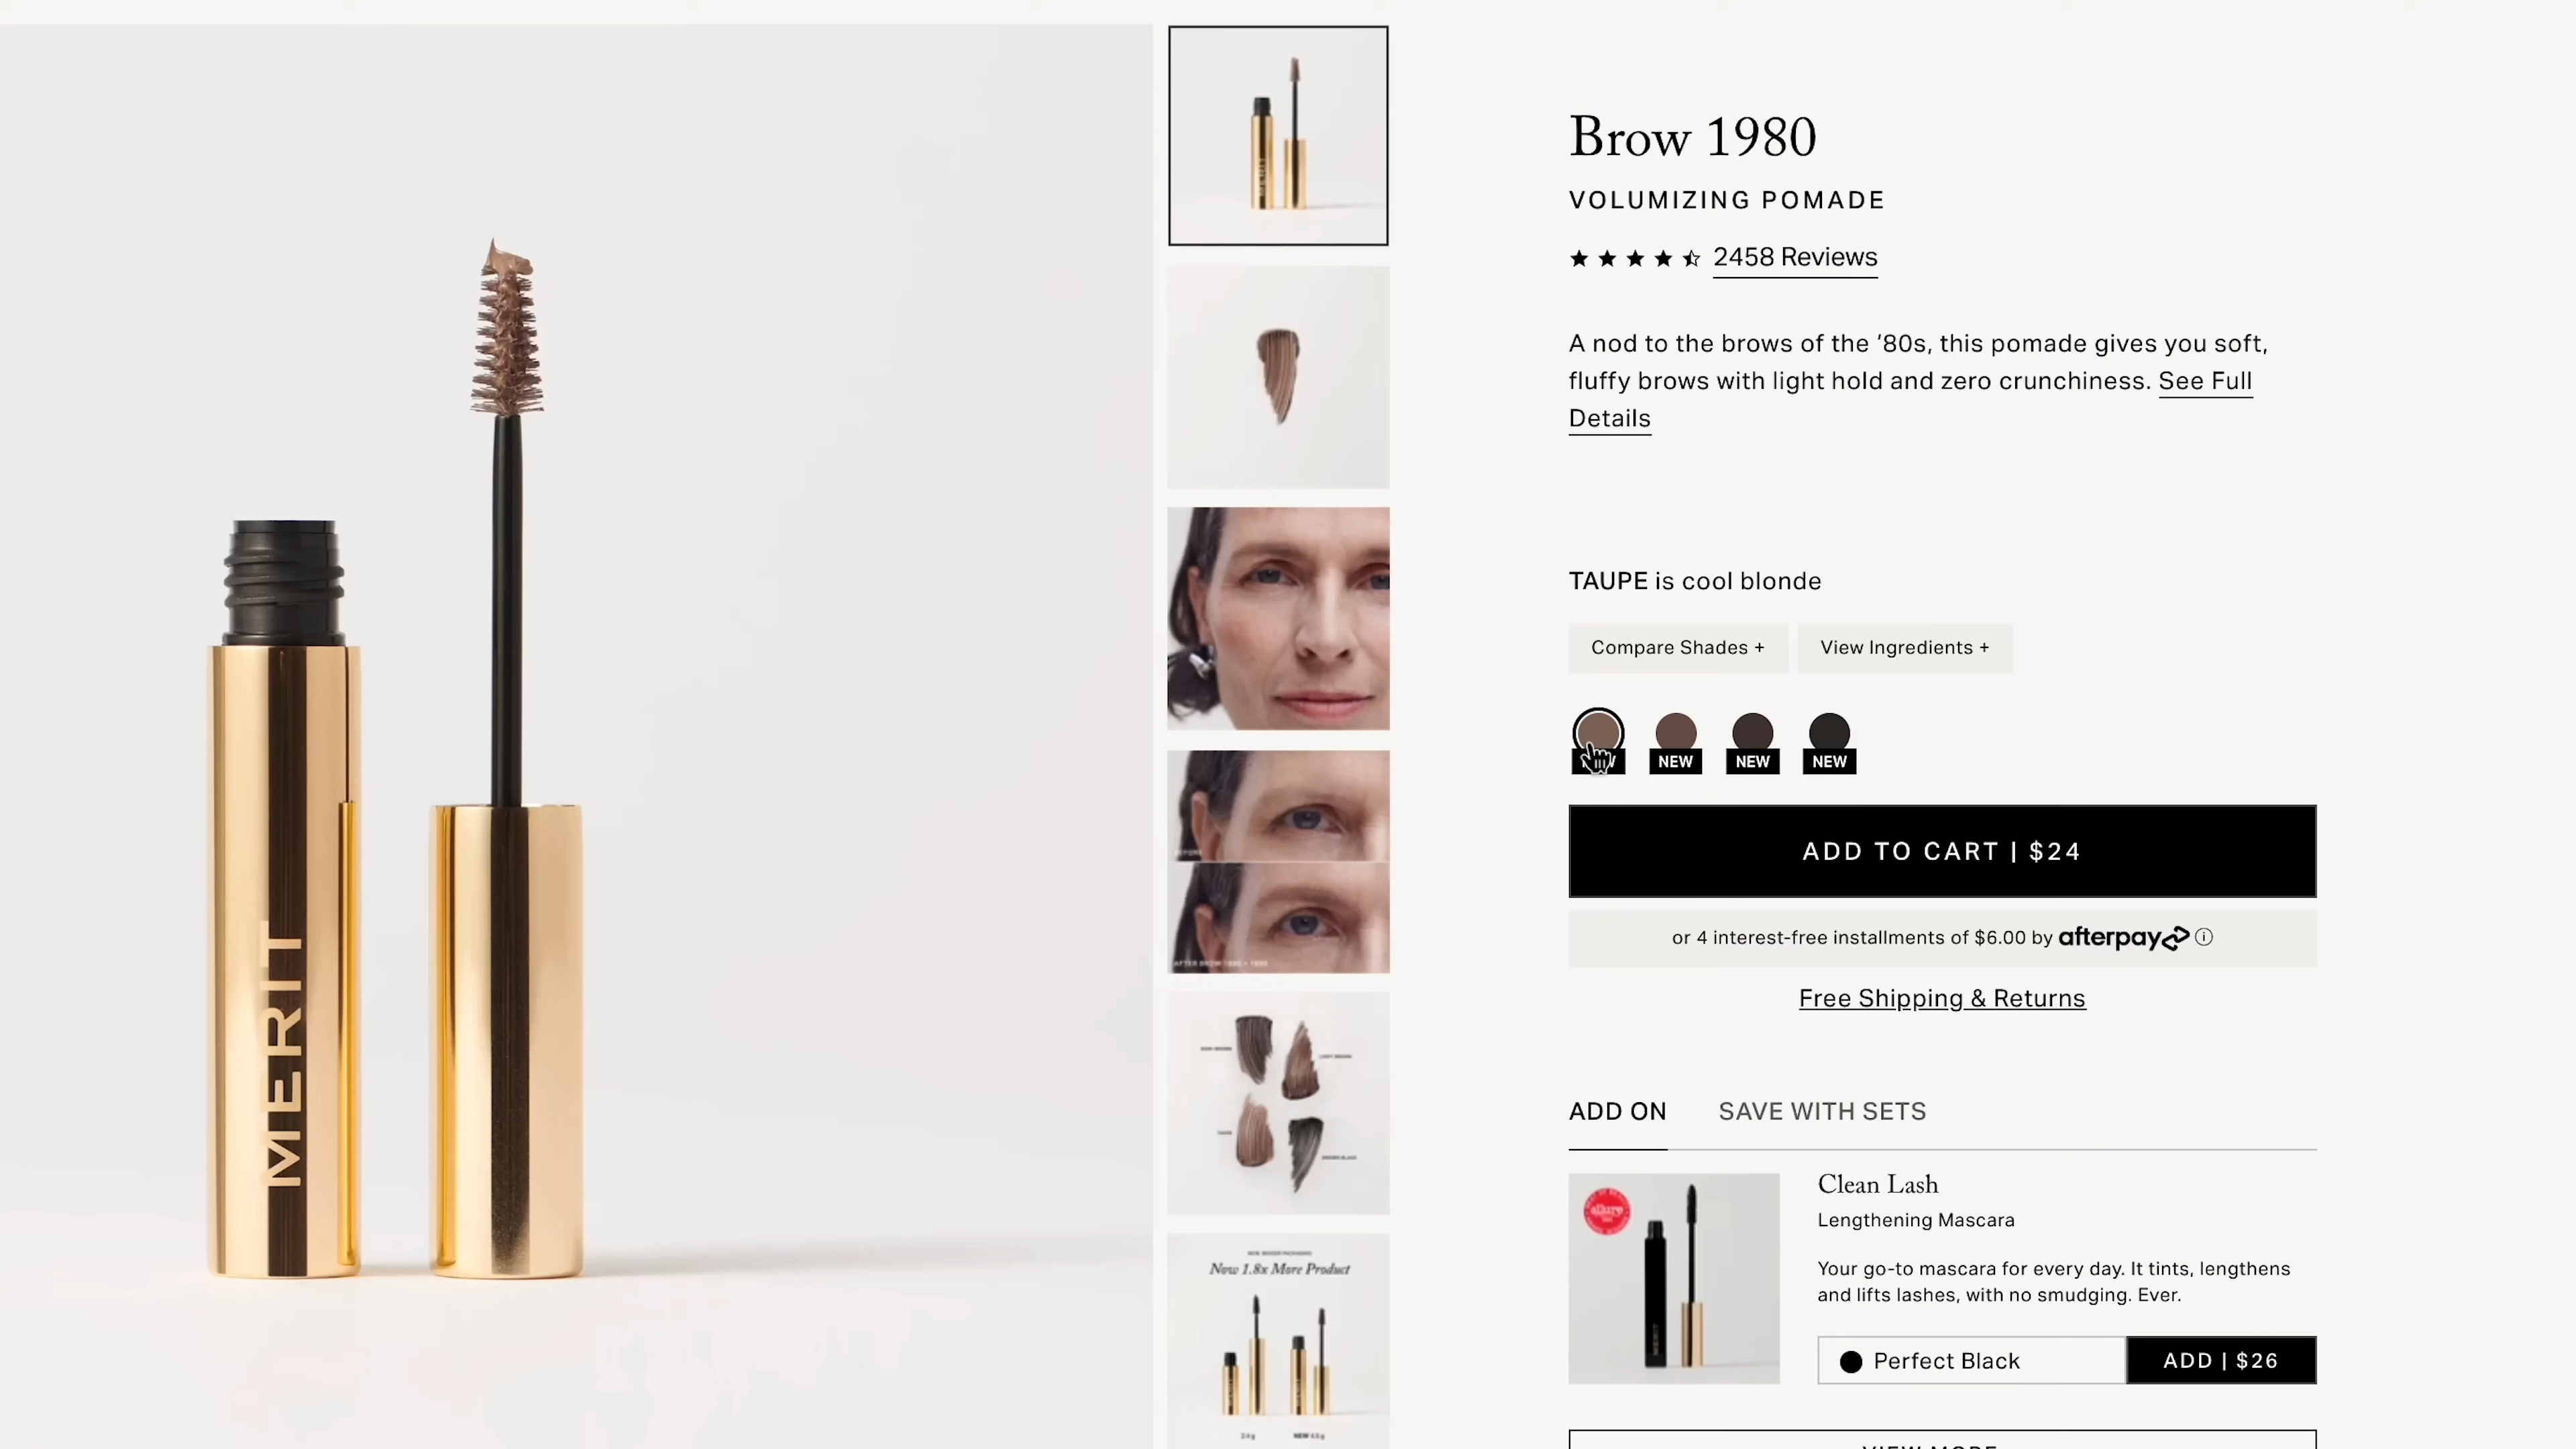 MERIT
Now 1.8x More Product
Brow 1980
VOLUMIZING POMADE
2458 Reviews
A nod to the brows of the ‘80s, this pomade gives you soft,
fluffy brows with light hold and zero crunchiness. See Full
Details
TAUPE is cool blonde
Compare Shades +
View Ingredients +
NEW
NEW
NEW
ADD TO CART | $24
or 4 interest-free installments of $6.00 by afterpay
Free Shipping & Returns
ADD ON
SAVE WITH SETS
allure
Clean Lash
Lengthening Mascara
Your go-to mascara for every day. It tints, lengthens
and lifts lashes, with no smudging. Ever.
Perfect Black
ADD | $26
VIEW MORE